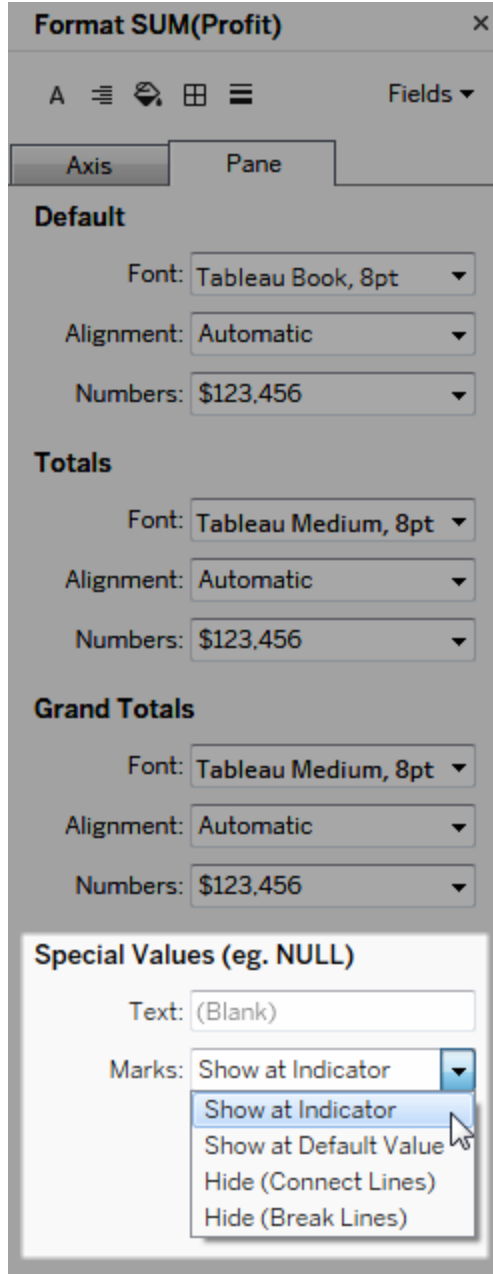 Format SUM(Profit) ×
A Fields
Axis Pane
Default
Font: Tableau Book, 8pt
Alignment: Automatic
Numbers: $123,456
Totals
Font: Tableau Medium, 8pt
Alignment: Automatic
Numbers: $123,456
Grand Totals
Font: Tableau Medium, 8pt
Alignment: Automatic
Numbers: $123,456
Special Values (eg. NULL)
Text: (Blank)
Marks: Show at Indicator
Show at Indicator
Show at Default Value
Hide (Connect Lines)
Hide (Break Lines)